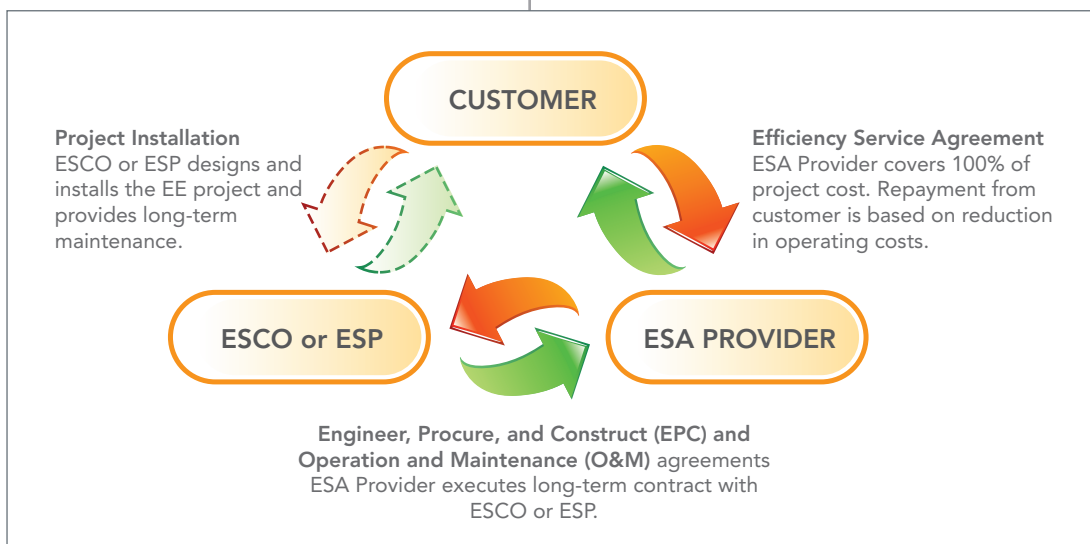 CUSTOMER
Project Installation
ESCO or ESP designs and
installs the EE project and
provides long-term
maintenance.
Efficiency Service Agreement
ESA Provider covers 100% of
project cost. Repayment from
customer is based on reduction
in operating costs.
ESCO or ESP
ESA PROVIDER
Engineer, Procure, and Construct (EPC) and
Operation and Maintenance (O&M) agreements
ESA Provider executes long-term contract with
ESCO or ESP.